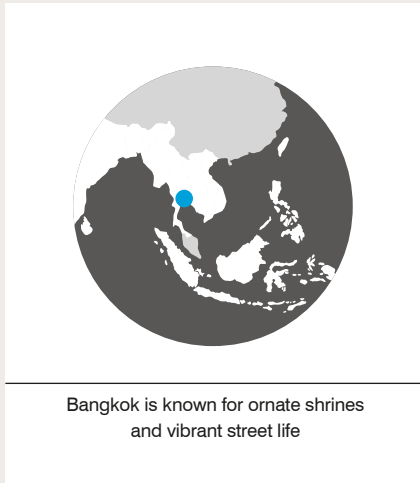 Bangkok is known for ornate shrines
and vibrant street life